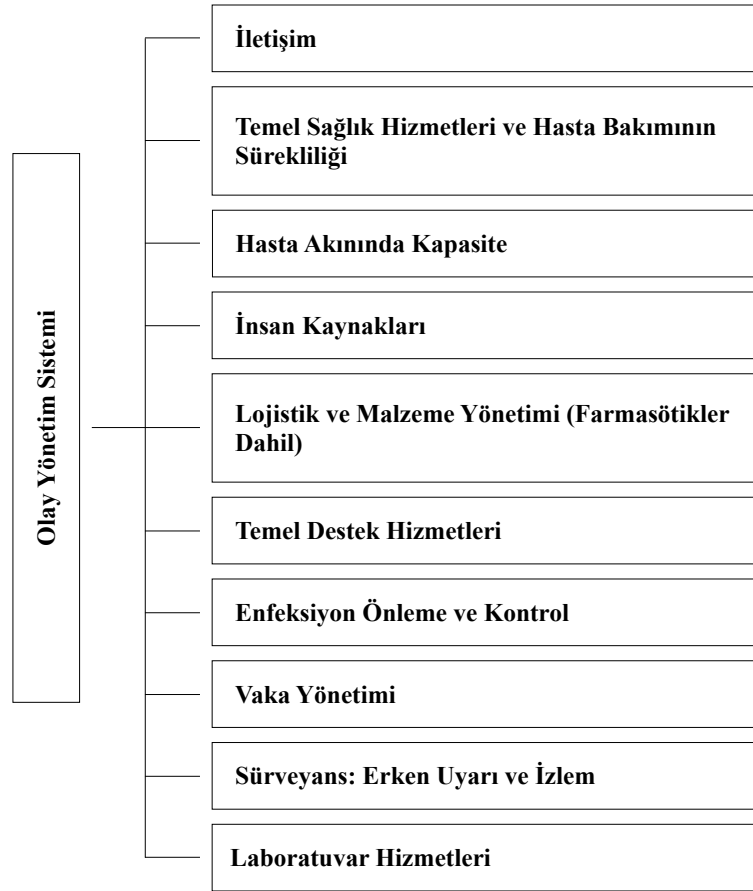 İletişim
Temel Sağlık Hizmetleri ve Hasta Bakımının
Sürekliliği
Hasta Akınında Kapasite
İnsan Kaynakları
Olay Yönetim Sistemi
Lojistik ve Malzeme Yönetimi (Farmasötikler
Dahil)
Temel Destek Hizmetleri
Enfeksiyon Önleme ve Kontrol
Vaka Yönetimi
Sürveyans: Erken Uyarı ve İzlem
Laboratuvar Hizmetleri